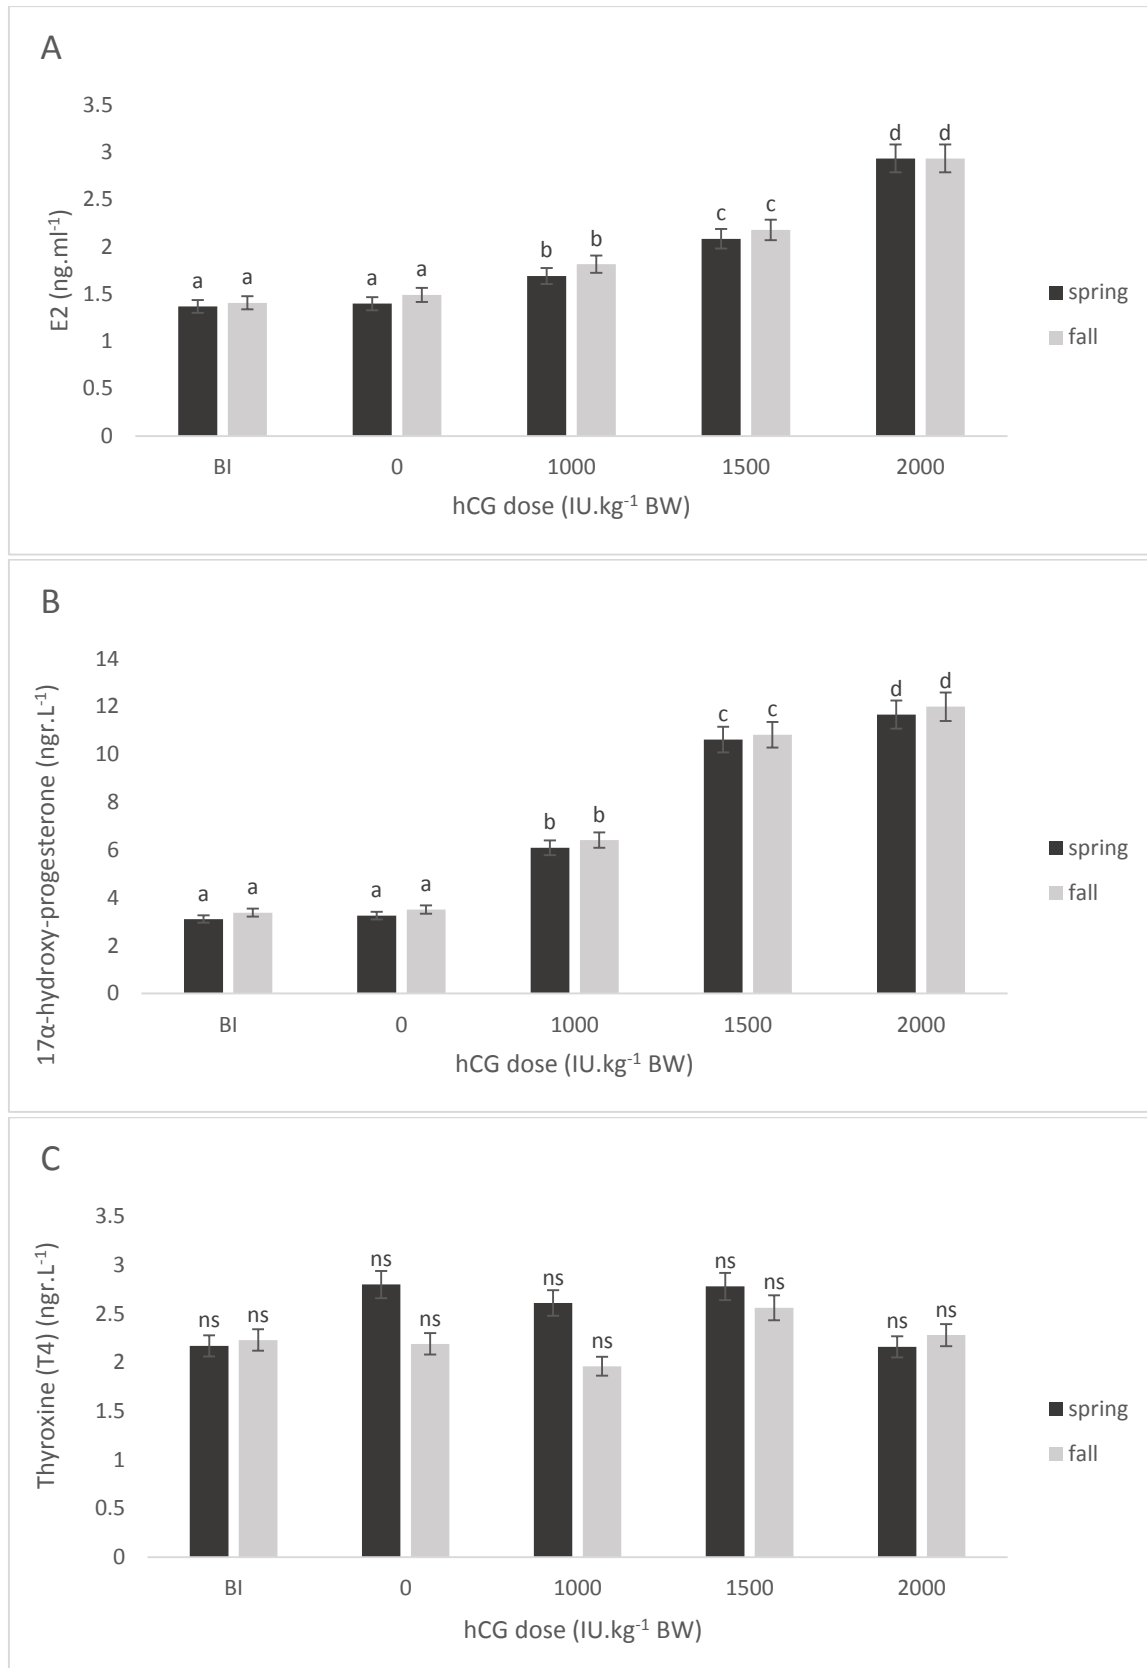 A
3.5
3
2.5
2
1.5
1
0.5
0
E2 (ng.ml⁻¹)
a a a a b b c c d d
BI 0 1000 1500 2000
hCG dose (IU.kg⁻¹ BW)
spring
fall
B
14
12
10
8
6
4
2
0
17α-hydroxy-progesterone (ngr.L⁻¹)
a a a a b b c c d d
BI 0 1000 1500 2000
hCG dose (IU.kg⁻¹ BW)
spring
fall
C
3.5
3
2.5
2
1.5
1
0.5
0
Thyroxine (T4) (ngr.L⁻¹)
ns ns ns ns ns ns ns ns ns ns
BI 0 1000 1500 2000
hCG dose (IU.kg⁻¹ BW)
spring
fall